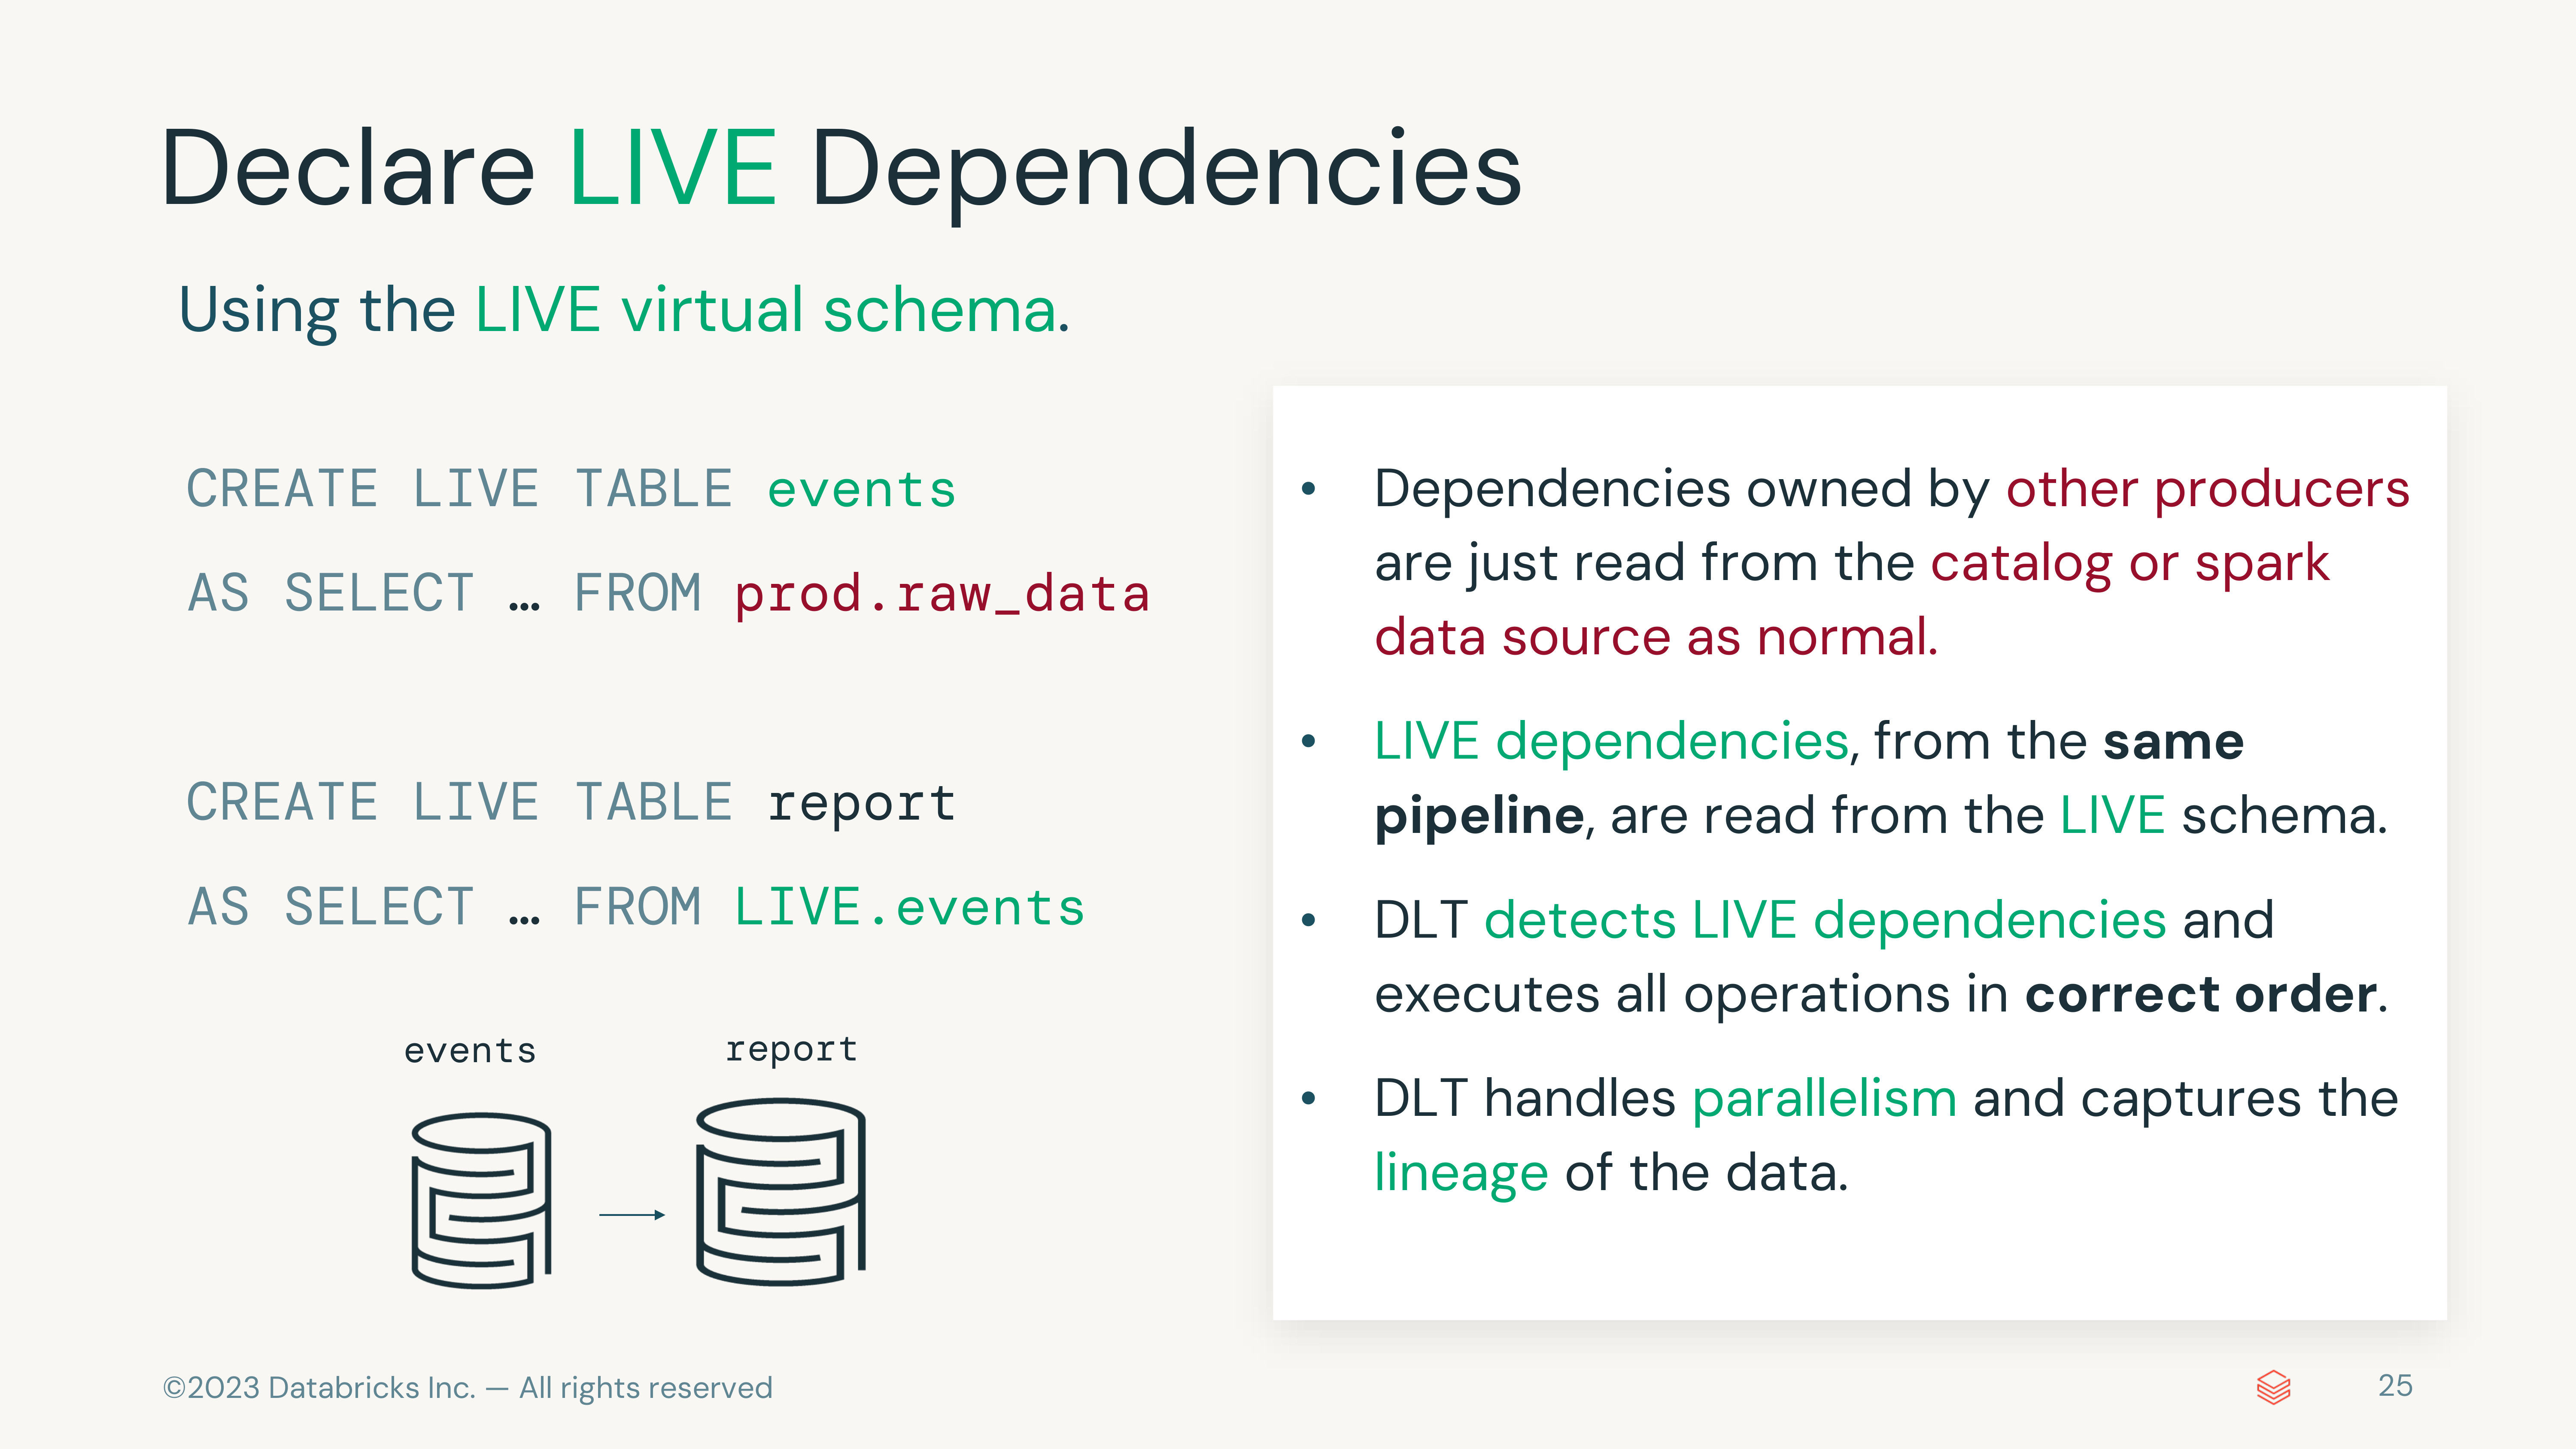 Declare LIVE Dependencies
Using the LIVE virtual schema.
CREATE LIVE TABLE events
AS SELECT … FROM prod.raw_data
CREATE LIVE TABLE report
AS SELECT … FROM LIVE.events
events
report
• Dependencies owned by other producers
are just read from the catalog or spark
data source as normal.
• LIVE dependencies, from the same
pipeline, are read from the LIVE schema.
• DLT detects LIVE dependencies and
executes all operations in correct order.
• DLT handles parallelism and captures the
lineage of the data.
©2023 Databricks Inc. — All rights reserved
25